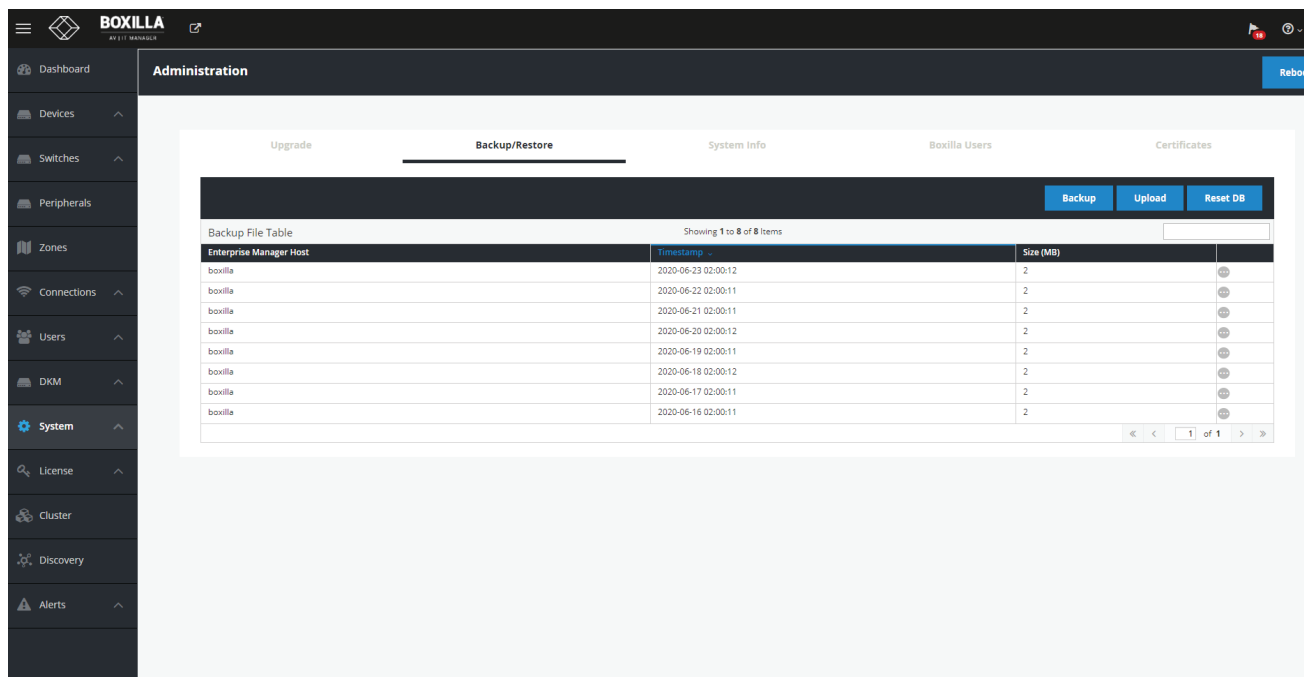 BOXILLA
AV | IT MANAGER
18
Dashboard
Administration
Devices
Switches
Peripherals
Zones
Connections
Users
DKM
System
License
Cluster
Discovery
Alerts
Upgrade Backup/Restore System Info Boxilla Users Certificates
Backup Upload Reset DB
Backup File Table Showing 1 to 8 of 8 Items
Enterprise Manager Host Timestamp Size (MB)
boxilla 2020-06-23 02:00:12 2
boxilla 2020-06-22 02:00:11 2
boxilla 2020-06-21 02:00:11 2
boxilla 2020-06-20 02:00:12 2
boxilla 2020-06-19 02:00:11 2
boxilla 2020-06-18 02:00:12 2
boxilla 2020-06-17 02:00:11 2
boxilla 2020-06-16 02:00:11 2
« < 1 of 1 > »